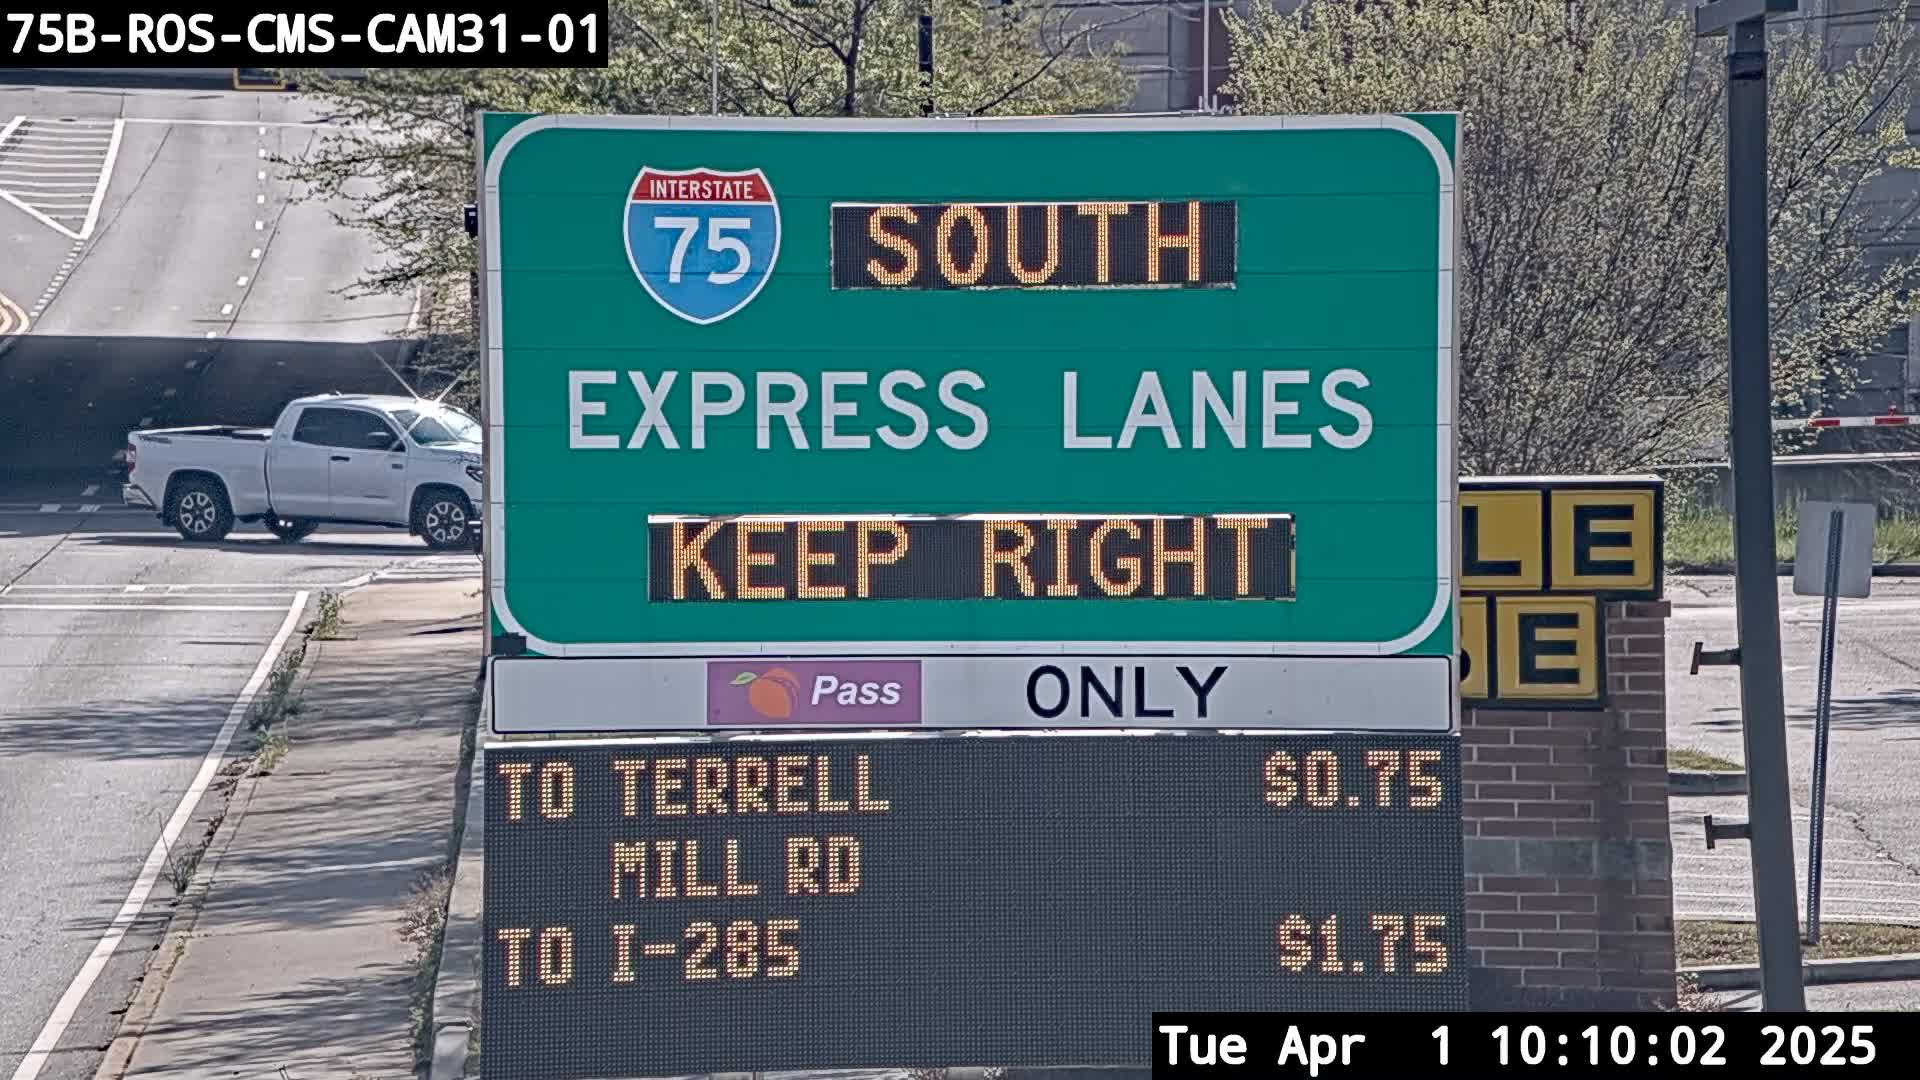 75B-ROS-CMS-CAM31-01
INTERSTATE
75
SOUTH
EXPRESS LANES
KEEP RIGHT
Pass ONLY
TO TERRELL $0.75
MILL RD
TO I-285 $1.75
LE
E
Tue Apr 1 10:10:02 2025